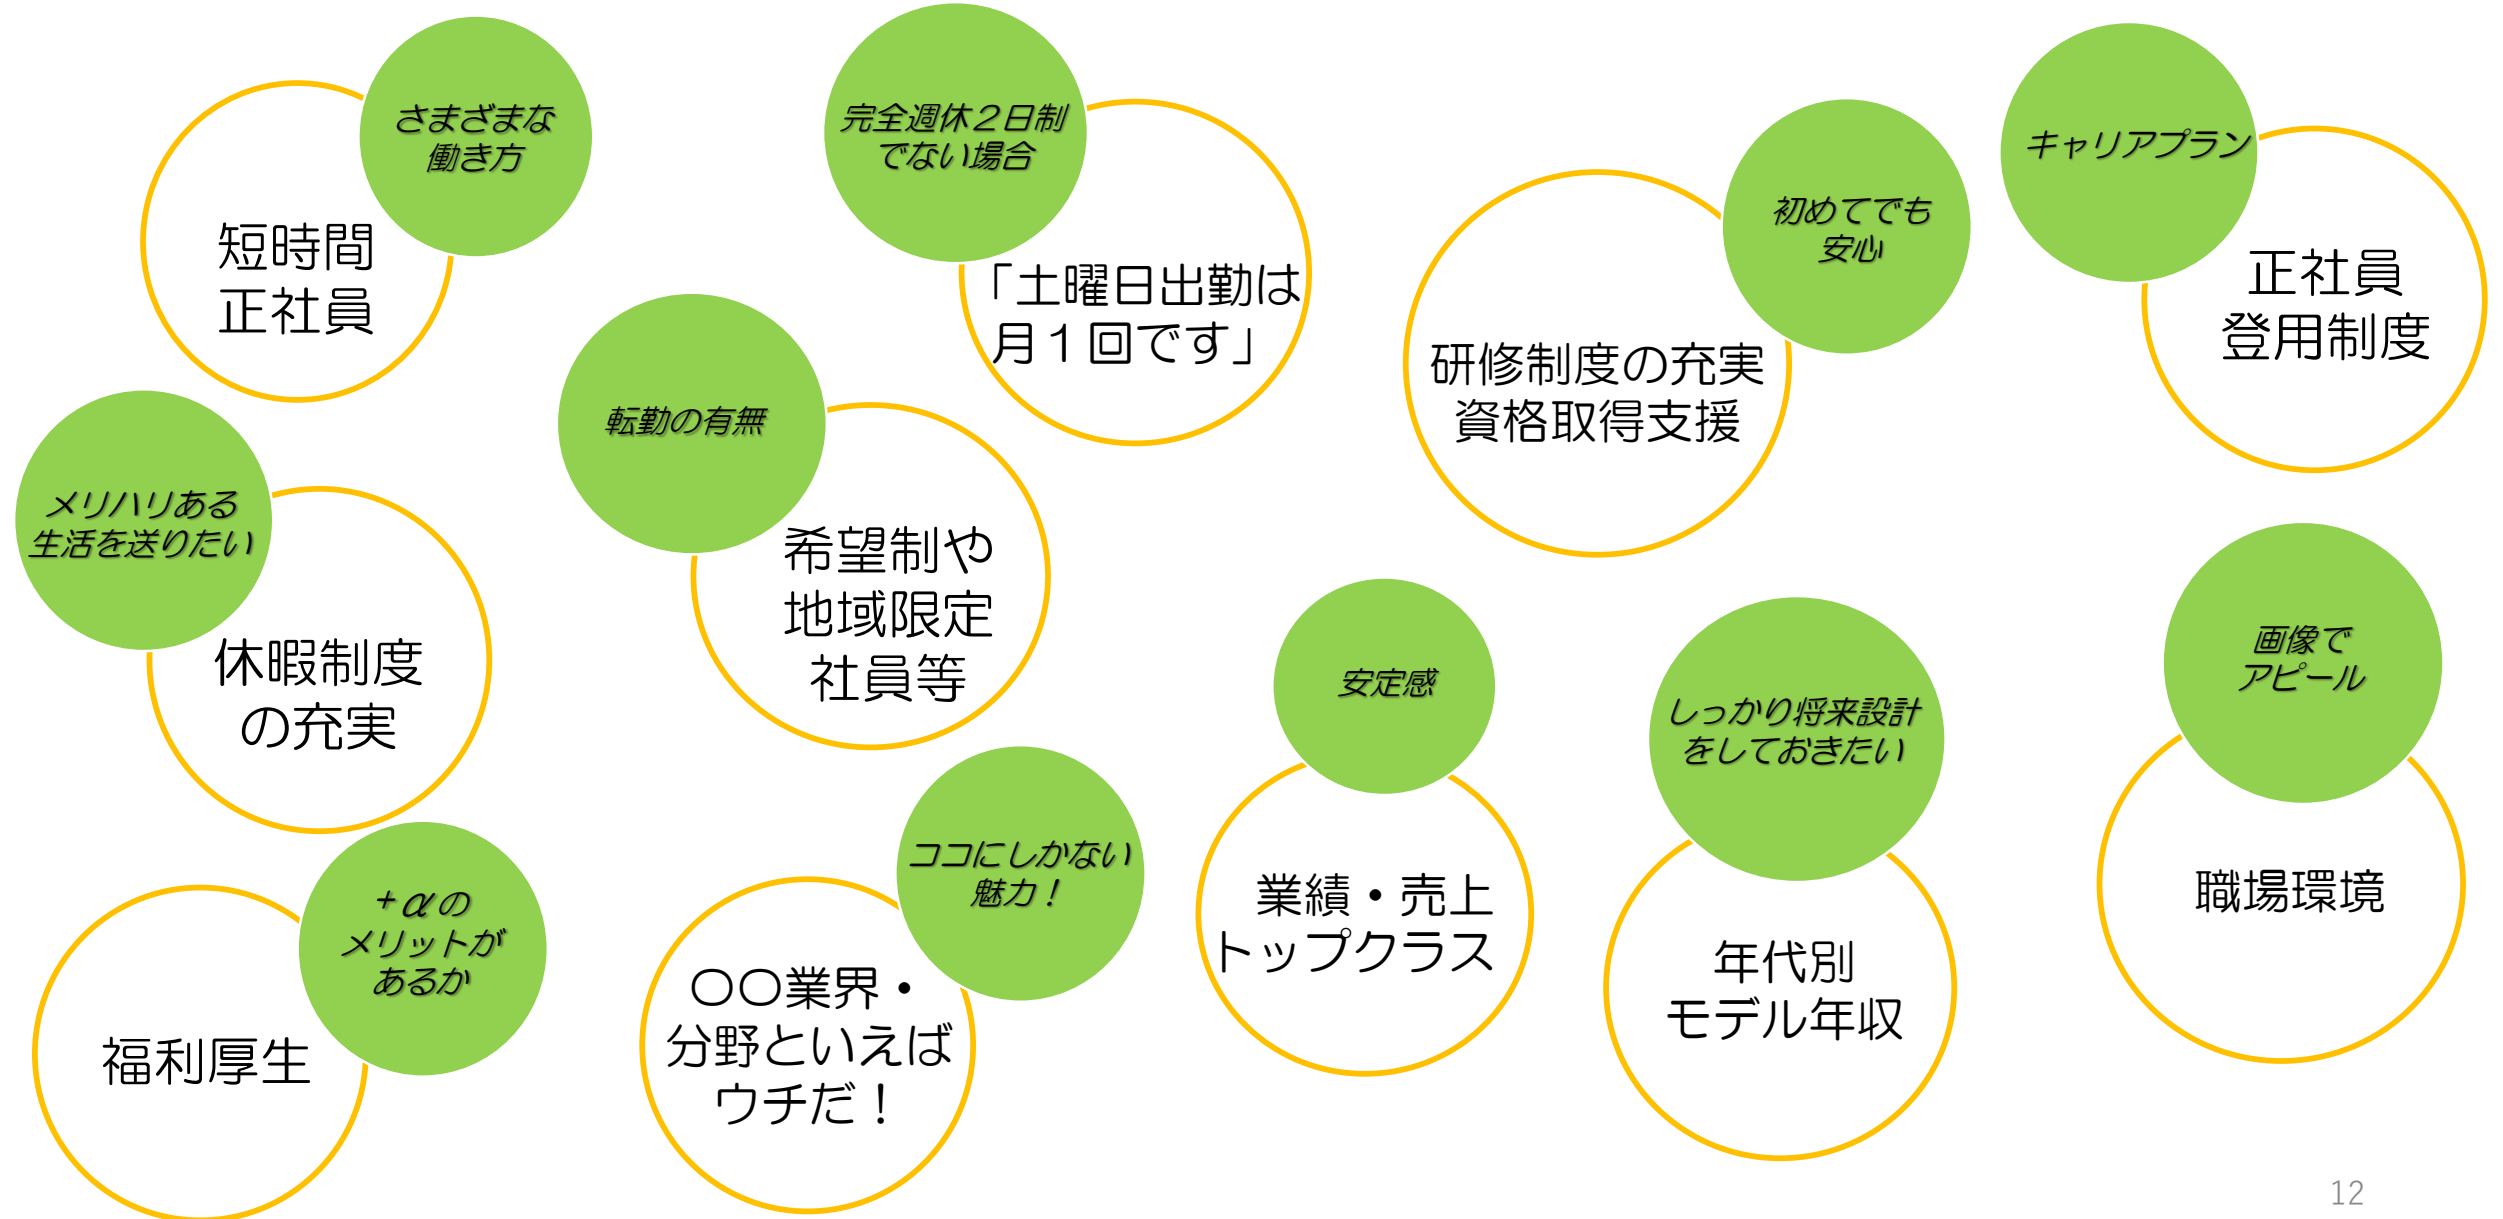 さまざまな
働き方
短時間
正社員
完全週休２日制
でない場合
「土曜日出勤は
月１回です」
初めてでも
安心
研修制度の充実
資格取得支援
キャリアプラン
正社員
登用制度
メリハリある
生活を送りたい
休暇制度
の充実
転勤の有無
希望制や
地域限定
社員等
安定感
業績・売上
トップクラス
しっかり将来設計
をしておきたい
年代別
モデル年収
画像で
アピール
職場環境
+αの
メリットが
あるか
福利厚生
ココにしかない
魅力！
〇〇業界・
分野といえば
ウチだ！
12